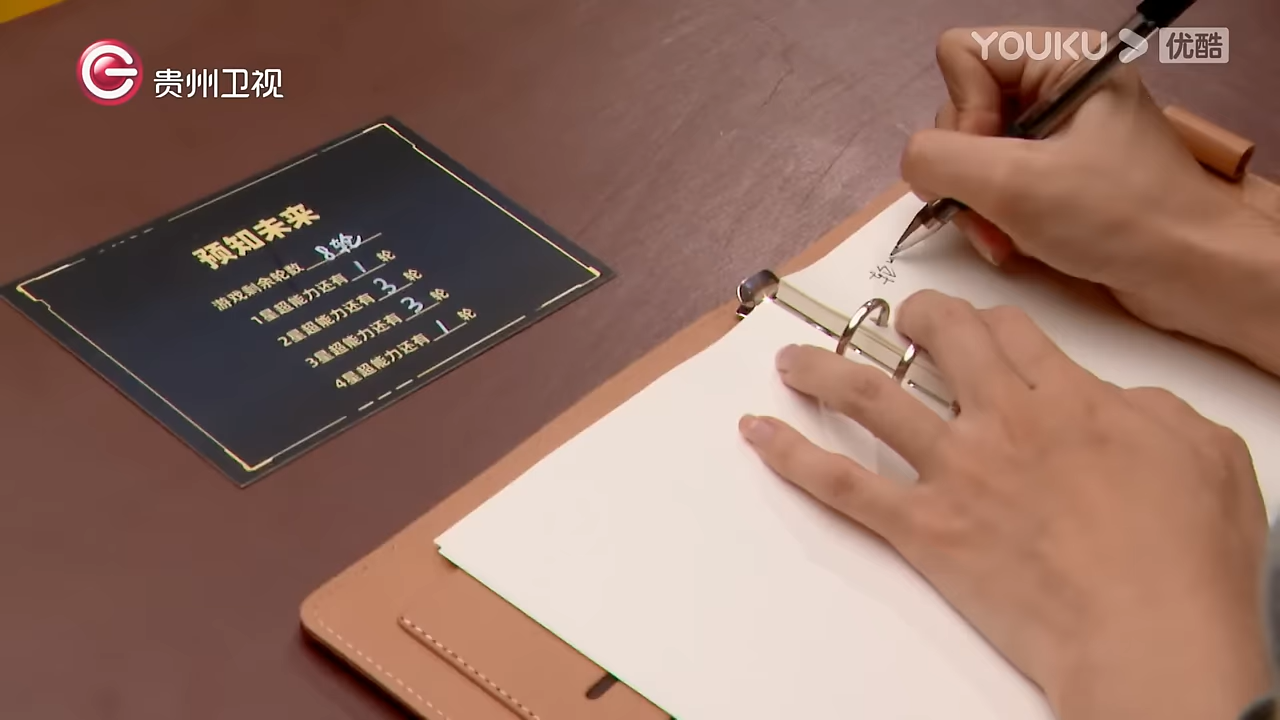 贵州卫视
YOUKU 优酷
预知未来
游戏剩余轮数 8轮
1星超能力还有 1 轮
2星超能力还有 3 轮
3星超能力还有 3 轮
4星超能力还有 1 轮